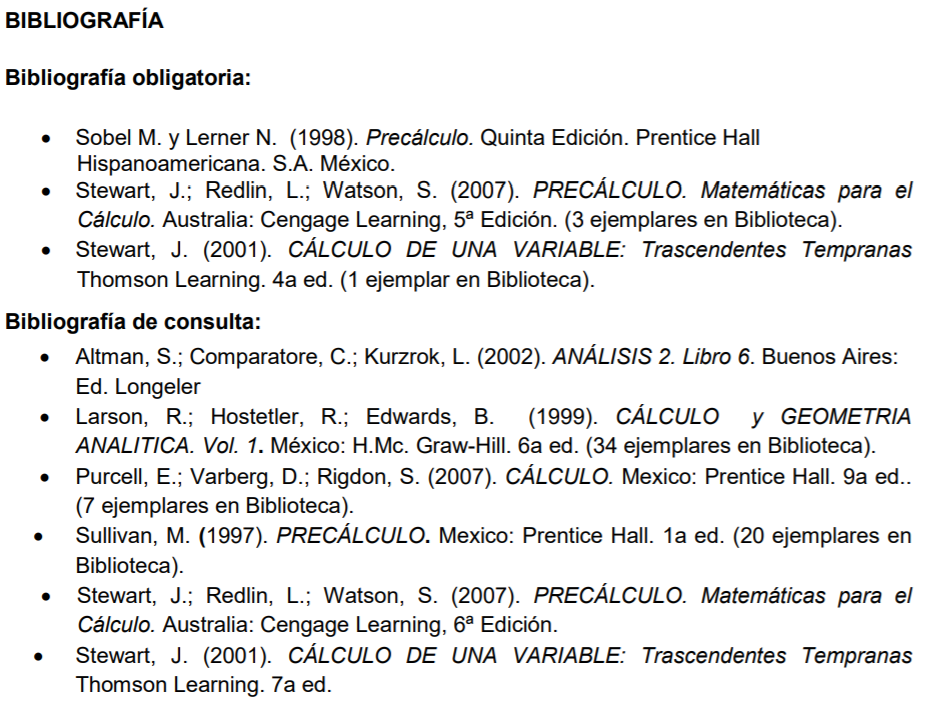 BIBLIOGRAFÍA
Bibliografía obligatoria:
• Sobel M. y Lerner N. (1998). Precálculo. Quinta Edición. Prentice Hall
Hispanoamericana. S.A. México.
• Stewart, J.; Redlin, L.; Watson, S. (2007). PRECÁLCULO. Matemáticas para el
Cálculo. Australia: Cengage Learning, 5ª Edición. (3 ejemplares en Biblioteca).
• Stewart, J. (2001). CÁLCULO DE UNA VARIABLE: Trascendentes Tempranas
Thomson Learning. 4a ed. (1 ejemplar en Biblioteca).
Bibliografía de consulta:
• Altman, S.; Comparatore, C.; Kurzrok, L. (2002). ANÁLISIS 2. Libro 6. Buenos Aires:
Ed. Longeler
• Larson, R.; Hostetler, R.; Edwards, B. (1999). CÁLCULO y GEOMETRIA
ANALITICA. Vol. 1. México: H.Mc. Graw-Hill. 6a ed. (34 ejemplares en Biblioteca).
• Purcell, E.; Varberg, D.; Rigdon, S. (2007). CÁLCULO. Mexico: Prentice Hall. 9a ed..
(7 ejemplares en Biblioteca).
• Sullivan, M. (1997). PRECÁLCULO. Mexico: Prentice Hall. 1a ed. (20 ejemplares en
Biblioteca).
• Stewart, J.; Redlin, L.; Watson, S. (2007). PRECÁLCULO. Matemáticas para el
Cálculo. Australia: Cengage Learning, 6ª Edición.
• Stewart, J. (2001). CÁLCULO DE UNA VARIABLE: Trascendentes Tempranas
Thomson Learning. 7a ed.